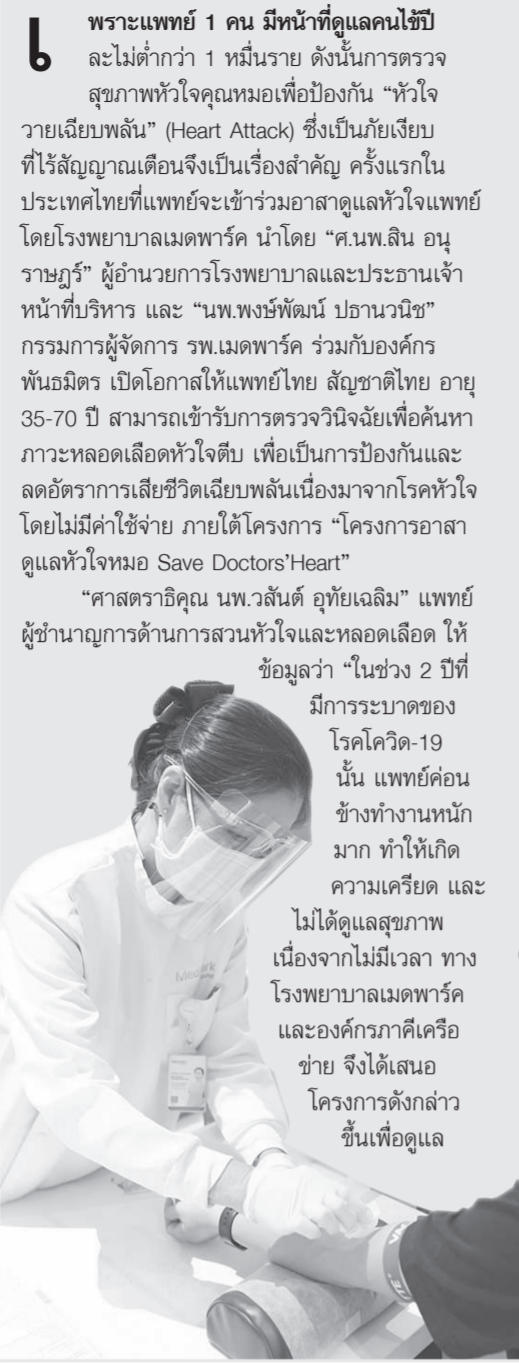 เพราะแพทย์ 1 คน มีหน้าที่ดูแลคนไข้ปี
ละไม่ต่ำกว่า 1 หมื่นราย ดังนั้นการตรวจ
สุขภาพหัวใจคุณหมอเพื่อป้องกัน “หัวใจ
วายเฉียบพลัน” (Heart Attack) ซึ่งเป็นภัยเงียบ
ที่ไร้สัญญาณเตือนจึงเป็นเรื่องสำคัญ ครั้งแรกใน
ประเทศไทยที่แพทย์จะเข้าร่วมอาสาดูแลหัวใจแพทย์
โดยโรงพยาบาลเมดพาร์ค นำโดย “ศ.นพ.สิน อนุ
ราษฎร์” ผู้อำนวยการโรงพยาบาลและประธานเจ้า
หน้าที่บริหาร และ “นพ.พงษ์พัฒน์ ปธานวนิช”
กรรมการผู้จัดการ รพ.เมดพาร์ค ร่วมกับองค์กร
พันธมิตร เปิดโอกาสให้แพทย์ไทย สัญชาติไทย อายุ
35-70 ปี สามารถเข้ารับการตรวจวินิจฉัยเพื่อค้นหา
ภาวะหลอดเลือดหัวใจตีบ เพื่อเป็นการป้องกันและ
ลดอัตราการเสียชีวิตเฉียบพลันเนื่องมาจากโรคหัวใจ
โดยไม่มีค่าใช้จ่าย ภายใต้โครงการ “โครงการอาสา
ดูแลหัวใจหมอ Save Doctors’Heart”
“ศาสตราธิคุณ นพ.วสันต์ อุทัยเฉลิม” แพทย์
ผู้ชำนาญการด้านการสวนหัวใจและหลอดเลือด ให้
ข้อมูลว่า “ในช่วง 2 ปีที่
มีการระบาดของ
โรคโควิด-19
นั้น แพทย์ค่อน
ข้างทำงานหนัก
มาก ทำให้เกิด
ความเครียด และ
ไม่ได้ดูแลสุขภาพ
เนื่องจากไม่มีเวลา ทาง
โรงพยาบาลเมดพาร์ค
และองค์กรภาคีเครือ
ข่าย จึงได้เสนอ
โครงการดังกล่าว
ขึ้นเพื่อดูแล